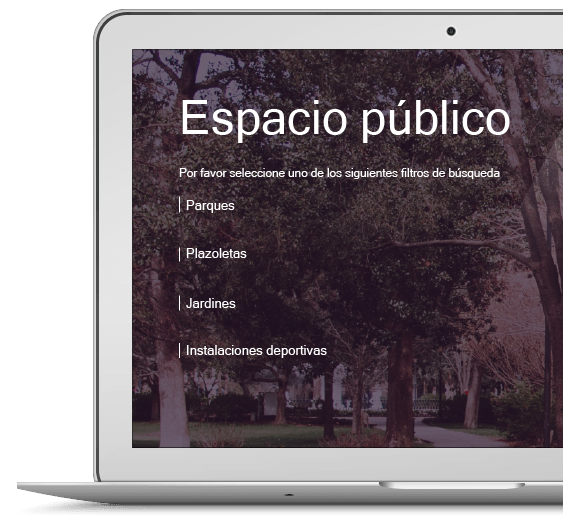 Espacio público
Por favor seleccione uno de los siguientes filtros de búsqueda
Parques
Plazoletas
Jardines
Instalaciones deportivas